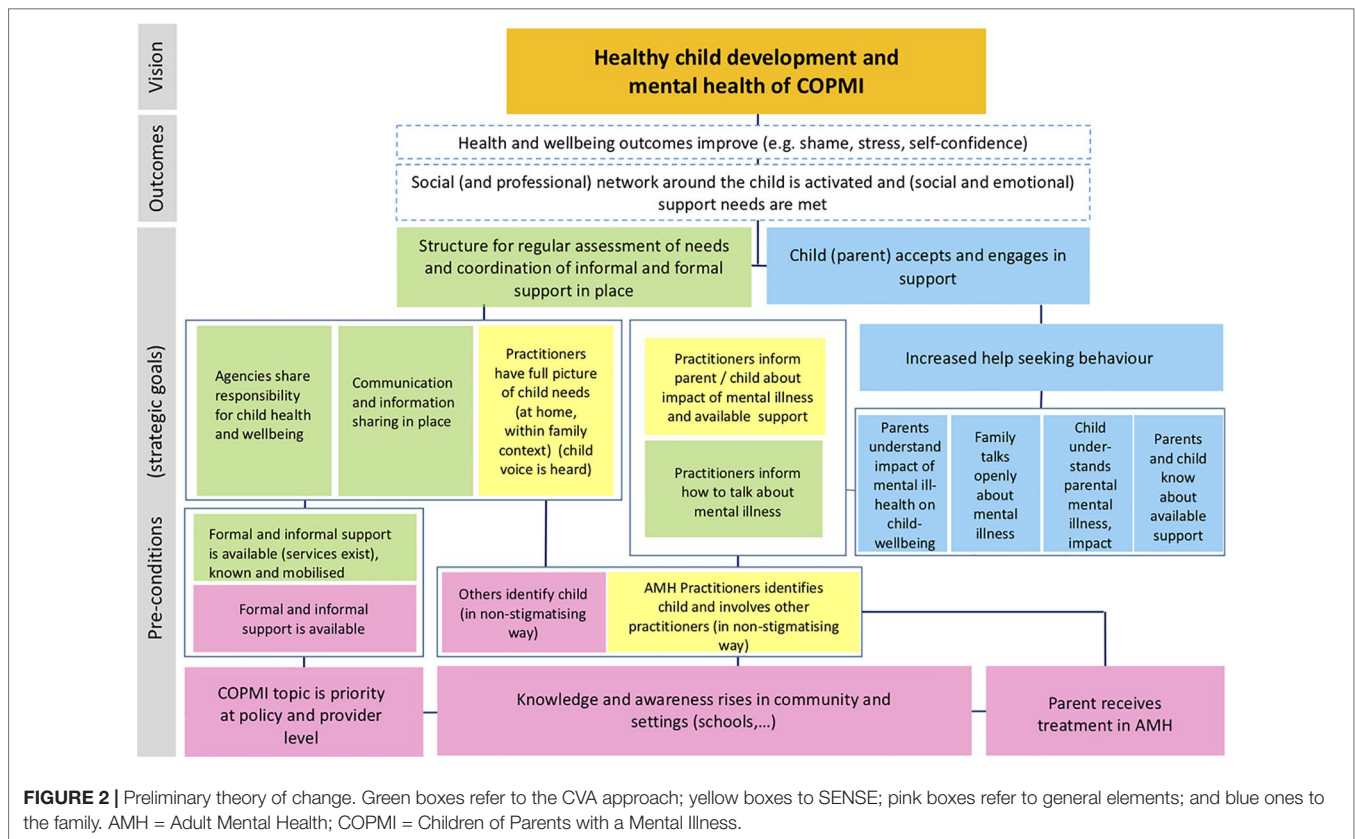 Vision
Healthy child development and
mental health of COPMI
Outcomes
Health and wellbeing outcomes improve (e.g. shame, stress, self-confidence)
Social (and professional) network around the child is activated and (social and emotional)
support needs are met
Pre-conditions (strategic goals)
Structure for regular assessment of needs
and coordination of informal and formal
support in place
Child (parent) accepts and engages in
support
Agencies share
responsibility
for child health
and wellbeing
Communication
and information
sharing in place
Practitioners
have full picture
of child needs
(at home,
within family
context) (child
voice is heard)
Practitioners inform
parent / child about
impact of mental illness
and available support
Practitioners inform
how to talk about
mental illness
Increased help seeking behaviour
Parents
understand
impact of
mental ill-
health on
child-
wellbeing
Family
talks
openly
about
mental
illness
Child
under-
stands
parental
mental
illness,
impact
Parents
and child
know
about
available
support
Formal and informal support
is available (services exist),
known and mobilised
Formal and informal
support is available
Others identify child
(in non-stigmatising
way)
AMH Practitioners identifies
child and involves other
practitioners (in non-stigmatising
way)
COPMI topic is priority
at policy and provider
level
Knowledge and awareness rises in community and
settings (schools,...)
Parent receives
treatment in AMH
FIGURE 2 | Preliminary theory of change. Green boxes refer to the CVA approach; yellow boxes to SENSE; pink boxes refer to general elements; and blue ones to
the family. AMH = Adult Mental Health; COPMI = Children of Parents with a Mental Illness.